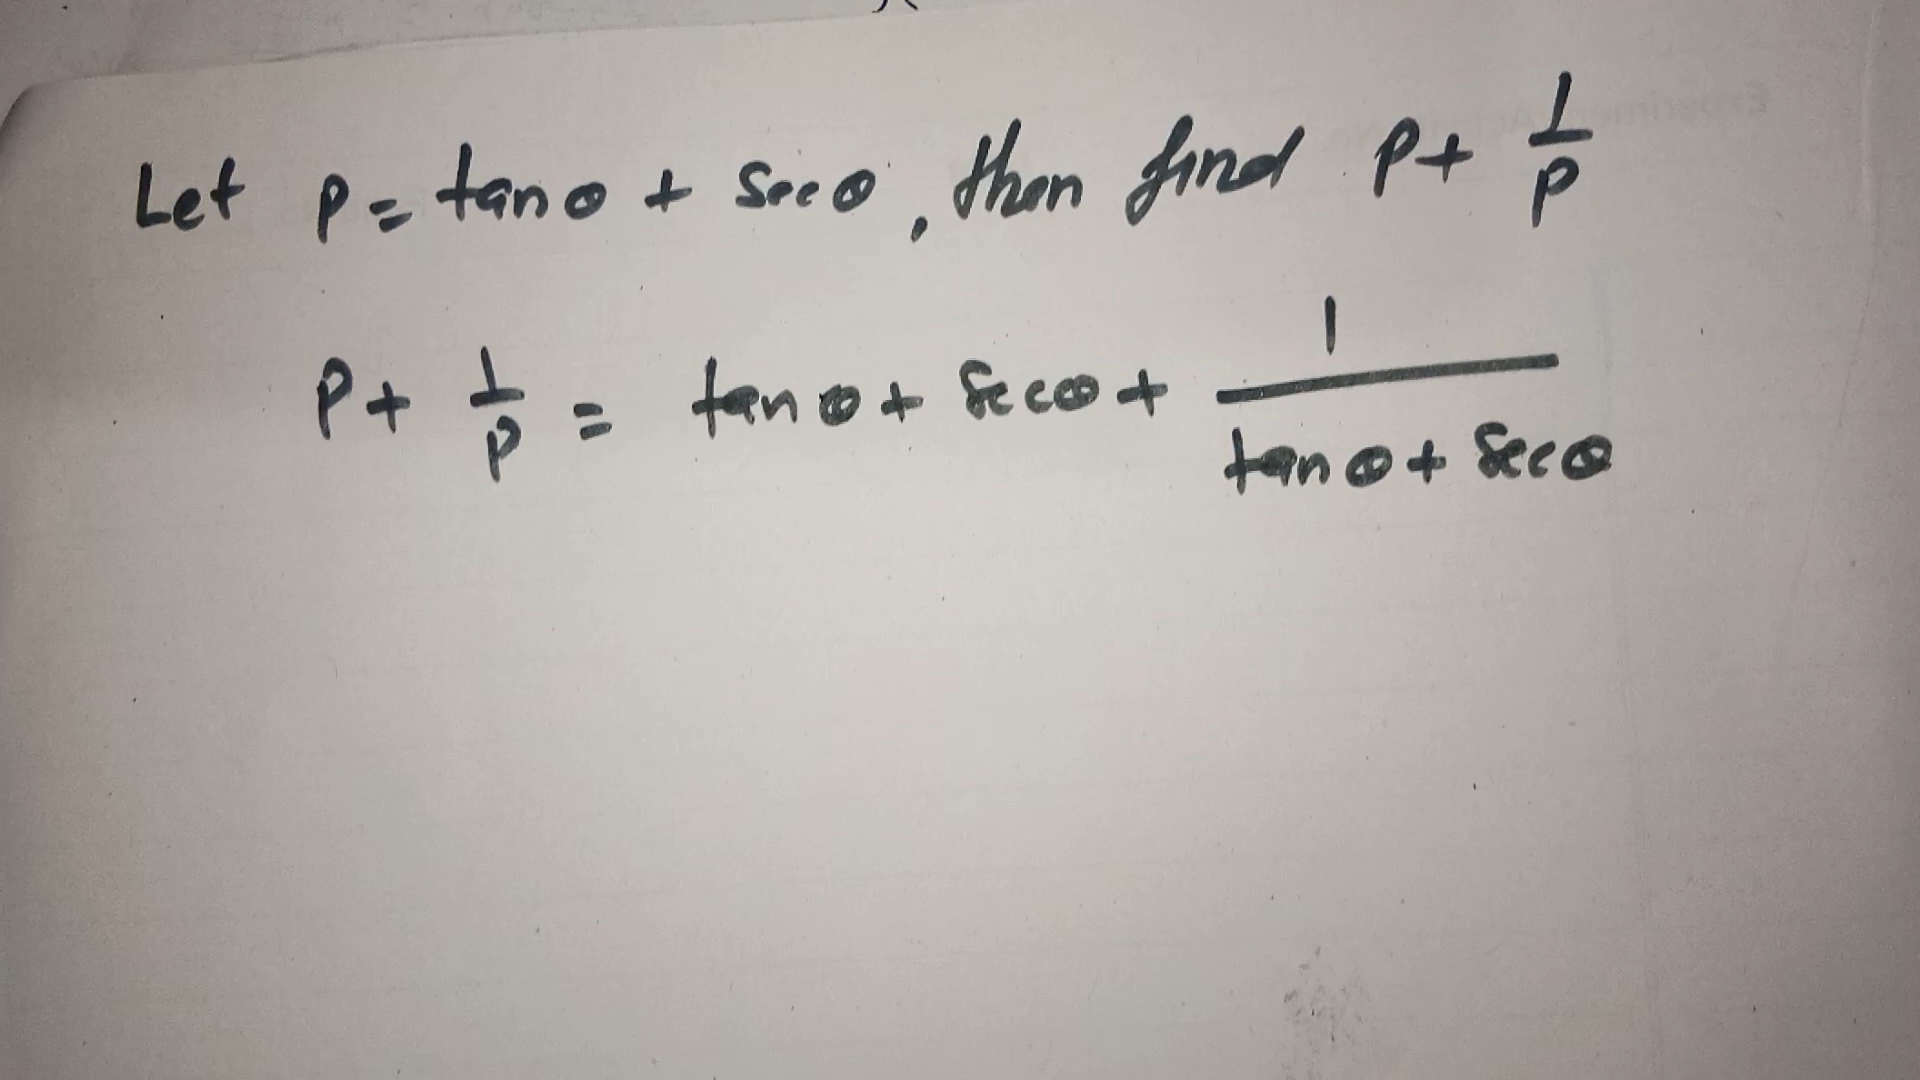 Let p = tanθ + secθ, then find p + 1/p
p + 1/p = tanθ + secθ + 1/(tanθ + secθ)